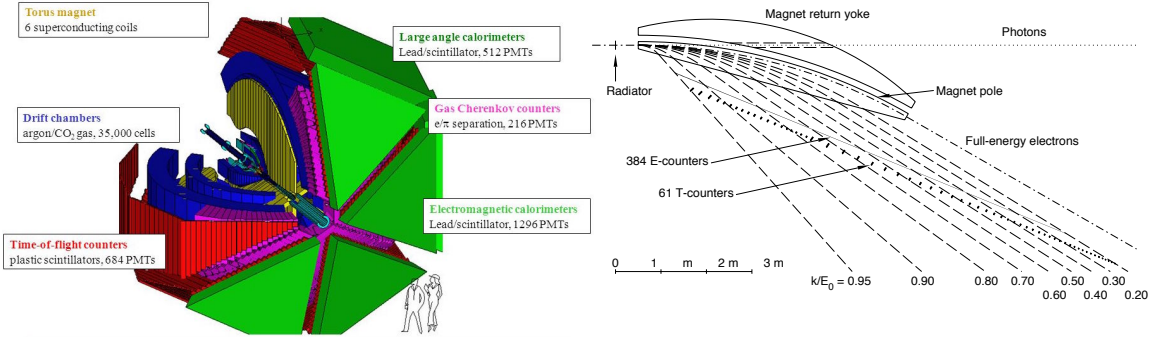 Torus magnet
6 superconducting coils
Large angle calorimeters
Lead/scintillator, 512 PMTs
Gas Cherenkov counters
e/π separation, 216 PMTs
Drift chambers
argon/CO₂ gas, 35,000 cells
Electromagnetic calorimeters
Lead/scintillator, 1296 PMTs
Time-of-flight counters
plastic scintillators, 684 PMTs
Magnet return yoke
Photons
Radiator
Magnet pole
Full-energy electrons
384 E-counters
61 T-counters
0 1 m 2 m 3 m
k/E₀ = 0.95 0.90 0.80 0.70 0.60 0.50 0.40 0.30 0.20